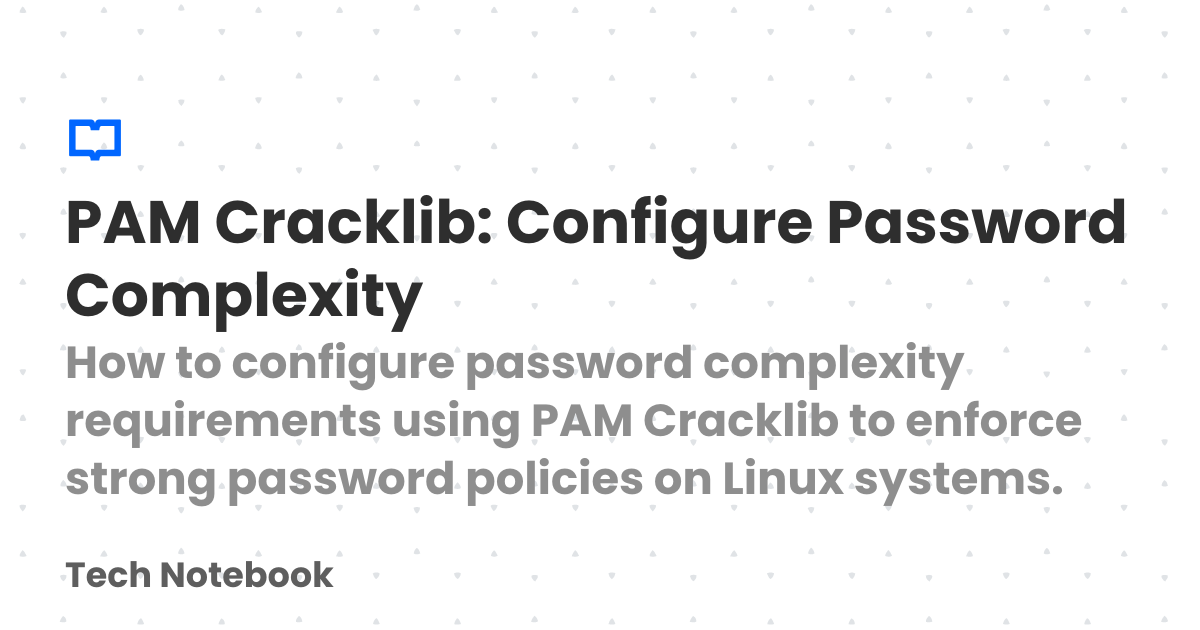 PAM Cracklib: Configure Password
Complexity
How to configure password complexity
requirements using PAM Cracklib to enforce
strong password policies on Linux systems.
Tech Notebook